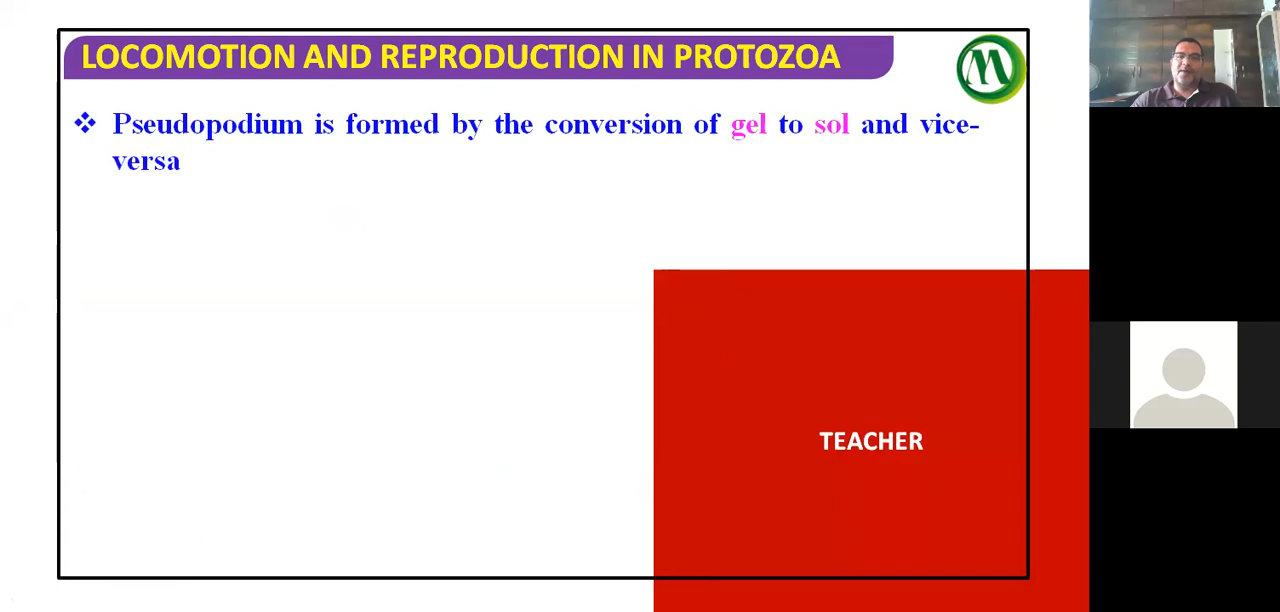 LOCOMOTION AND REPRODUCTION IN PROTOZOA
M
❖ Pseudopodium is formed by the conversion of gel to sol and vice-
versa
TEACHER